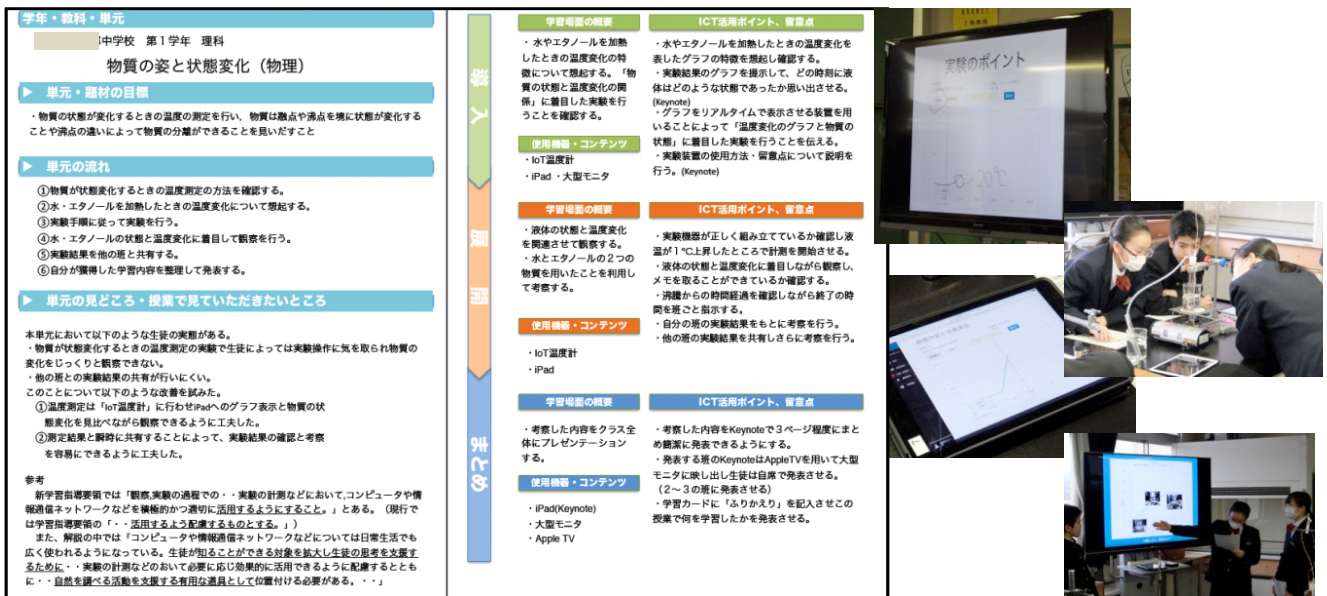 学年・教科・単元
中学校 第1学年 理科
物質の姿と状態変化（物理）
▶ 単元・題材の目標
・物質の状態が変化するときの温度の測定を行い、物質は融点や沸点を境に状態が変化する
ことや沸点の違いによって物質の分離ができることを見いだすこと
▶ 単元の流れ
①物質が状態変化するときの温度測定の方法を確認する。
②水・エタノールを加熱したときの温度変化について想起する。
③実験手順に従って実験を行う。
④水・エタノールの状態と温度変化に着目して観察を行う。
⑤実験結果を他の班と共有する。
⑥自分が獲得した学習内容を整理して発表する。
▶ 単元の見どころ・授業で見ていただきたいところ
本単元において以下のような生徒の実態がある。
・物質が状態変化するときの温度測定の実験で生徒によっては実験操作に気を取られ物質の
変化をじっくりと観察できない。
・他の班との実験結果の共有が行いにくい。
このことについて以下のような改善を試みた。
①温度測定は「IoT温度計」に行わせiPadへのグラフ表示と物質の状
態変化を見比べながら観察できるように工夫した。
②測定結果と瞬時に共有することによって、実験結果の確認と考察
を容易にできるように工夫した。
参考
新学習指導要領では「観察,実験の過程での・・実験の計測などにおいて,コンピュータや情
報通信ネットワークなどを積極的かつ適切に活用するようにすること。」とある。（現行で
は学習指導要領の「・・活用するよう配慮するものとする。」）
また、解説の中では「コンピュータや情報通信ネットワークなどについては日常生活でも
広く使われるようになっている。生徒が知ることができる対象を拡大し生徒の思考を支援す
るために・・実験の計測などのおいて必要に応じ効果的に活用できるように配慮するととも
に・・自然を調べる活動を支援する有用な道具として位置付ける必要がある。・・」
導入
学習場面の概要
・水やエタノールを加熱
したときの温度変化の特
徴について想起する。「物
質の状態と温度変化の関
係」に着目した実験を行
うことを確認する。
使用機器・コンテンツ
・IoT温度計
・iPad ・大型モニタ
ICT活用ポイント、留意点
・水やエタノールを加熱したときの温度変化を
表したグラフの特徴を想起し確認する。
・実験結果のグラフを提示して、どの時刻に液
体はどのような状態であったか思い出させる。
(Keynote)
・グラフをリアルタイムで表示させる装置を用
いることによって「温度変化のグラフと物質の
状態」に着目した実験を行うことを伝える。
・実験装置の使用方法・留意点について説明を
行う。(Keynote)
展開
学習場面の概要
・液体の状態と温度変化
を関連させて観察する。
・水とエタノールの2つの
物質を用いたことを利用し
て考察する。
使用機器・コンテンツ
・IoT温度計
・iPad
ICT活用ポイント、留意点
・実験機器が正しく組み立てているか確認し液
温が1℃上昇したところで計測を開始させる。
・液体の状態と温度変化に着目しながら観察し、
メモを取ることができているか確認する。
・沸騰からの時間経過を確認しながら終了の時
間を班ごと指示する。
・自分の班の実験結果をもとに考察を行う。
・他の班の実験結果を共有しさらに考察を行う。
まとめ
学習場面の概要
・考察した内容をクラス全
体にプレゼンテーション
する。
使用機器・コンテンツ
・iPad(Keynote)
・大型モニタ
・Apple TV
ICT活用ポイント、留意点
・考察した内容をKeynoteで3ページ程度にまと
め簡潔に発表できるようにする。
・発表する班のKeynoteはAppleTVを用いて大型
モニタに映し出し生徒は自席で発表させる。
（2〜3の班に発表させる）
・学習カードに「ふりかえり」を記入させこの
授業で何を学習したかを発表させる。
実験のポイント
20℃
物質の姿と状態変化